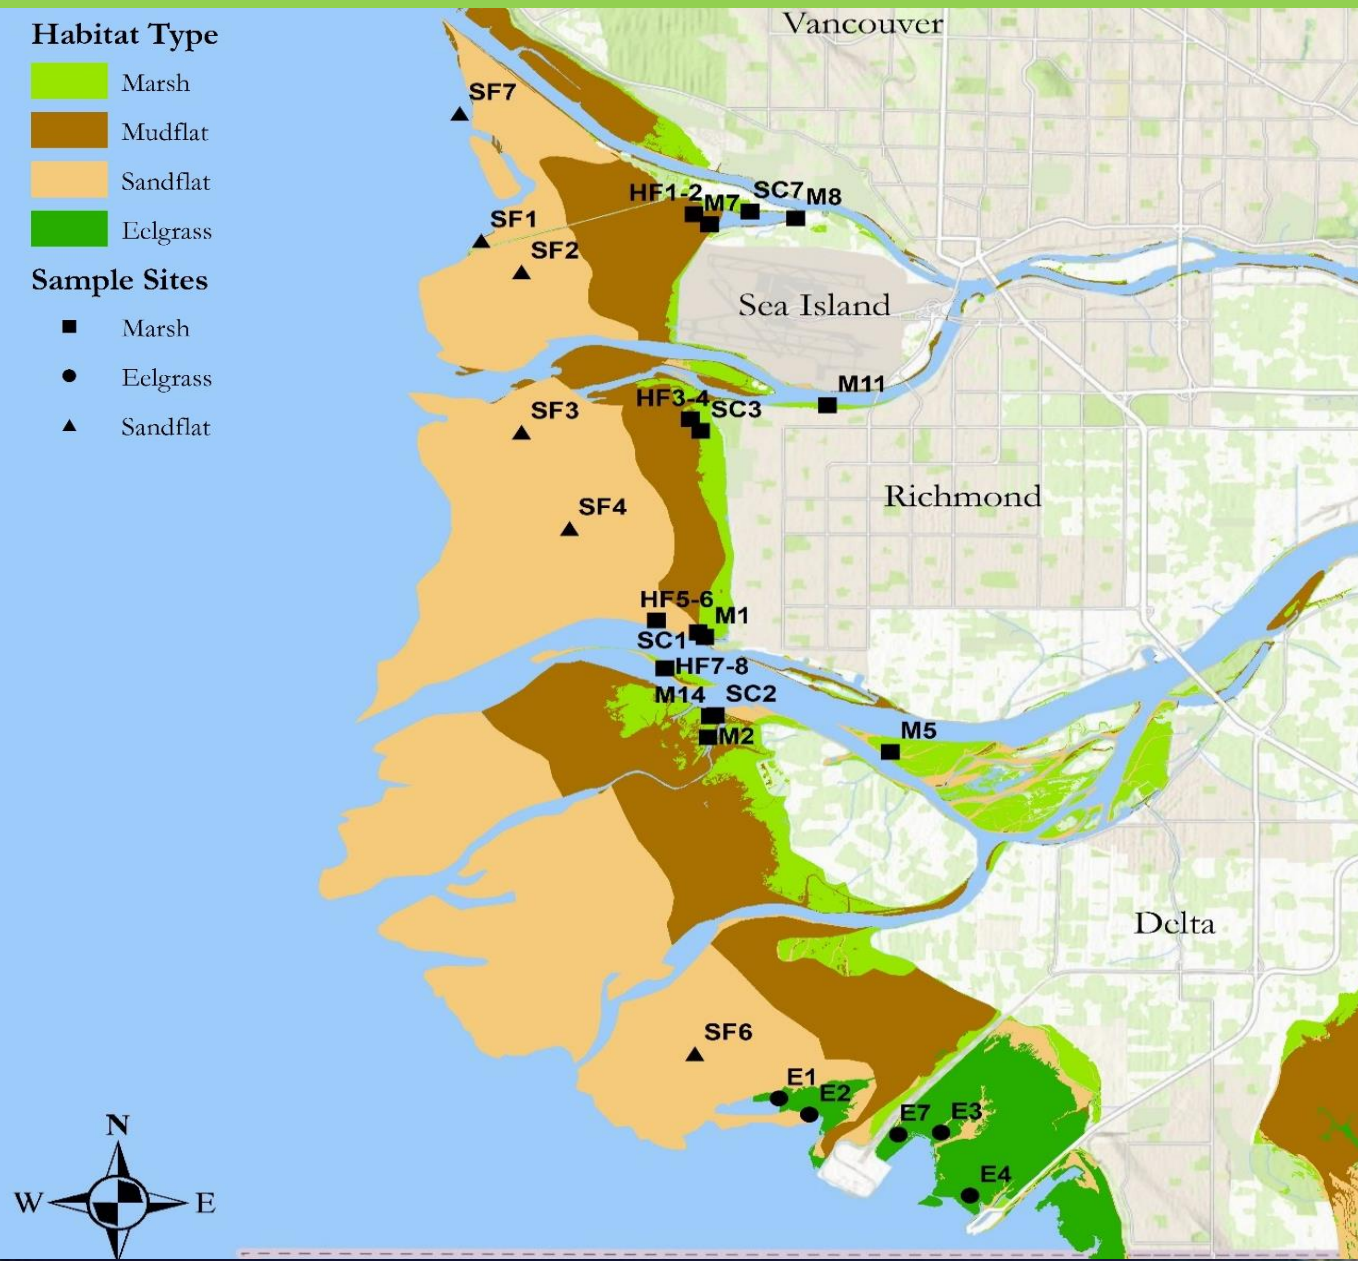 Habitat Type
Marsh
Mudflat
Sandflat
Eelgrass
Sample Sites
Marsh
Eelgrass
Sandflat
Vancouver
SF7
HF1-2
M7
SC7
M8
SF1
SF2
Sea Island
M11
SF3
HF3-4
SC3
Richmond
SF4
HF5-6
M1
SC1
HF7-8
M14
SC2
M2
M5
Delta
SF6
E1
E2
E7
E3
E4
N
W
E